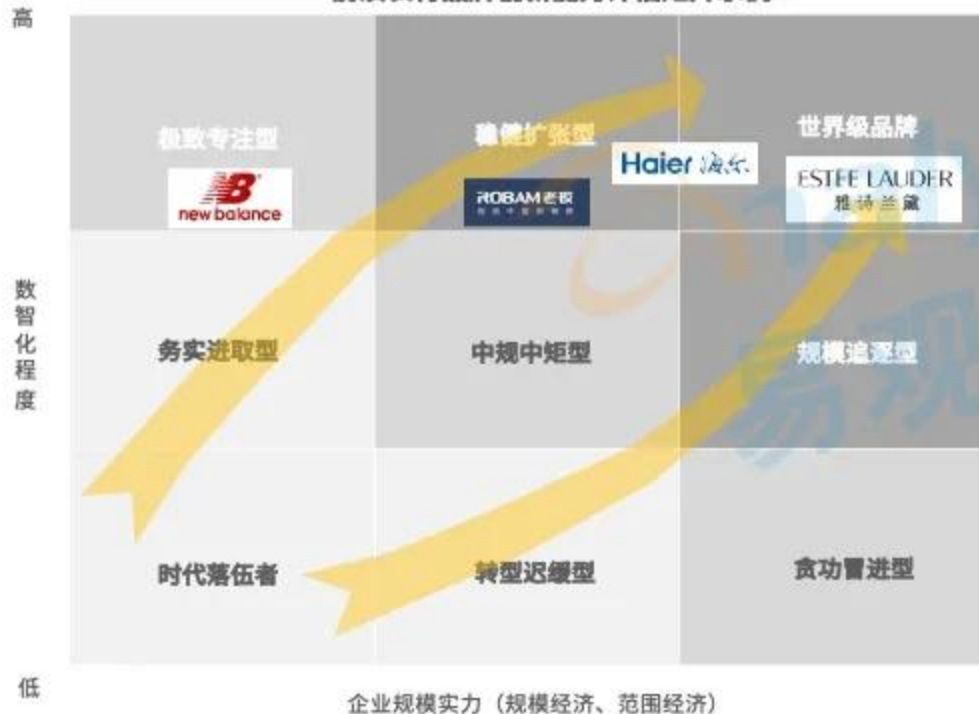 高
极致专注型
稳健扩张型
世界级品牌
new balance
ROBAM老板
Haier 海尔
ESTEE LAUDER
雅诗兰黛
数智化程度
务实进取型
中规中矩型
规模追逐型
易观
时代落伍者
转型迟缓型
贪功冒进型
低
企业规模实力（规模经济、范围经济）